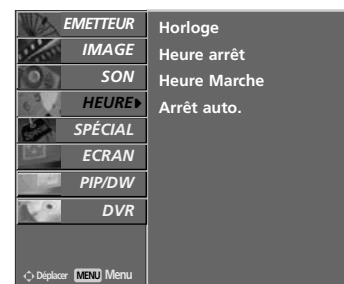 EMETTEUR
IMAGE
SON
HEURE
SPÉCIAL
ECRAN
PIP/DW
DVR
Déplacer MENU Menu
Horloge
Heure arrêt
Heure Marche
Arrêt auto.